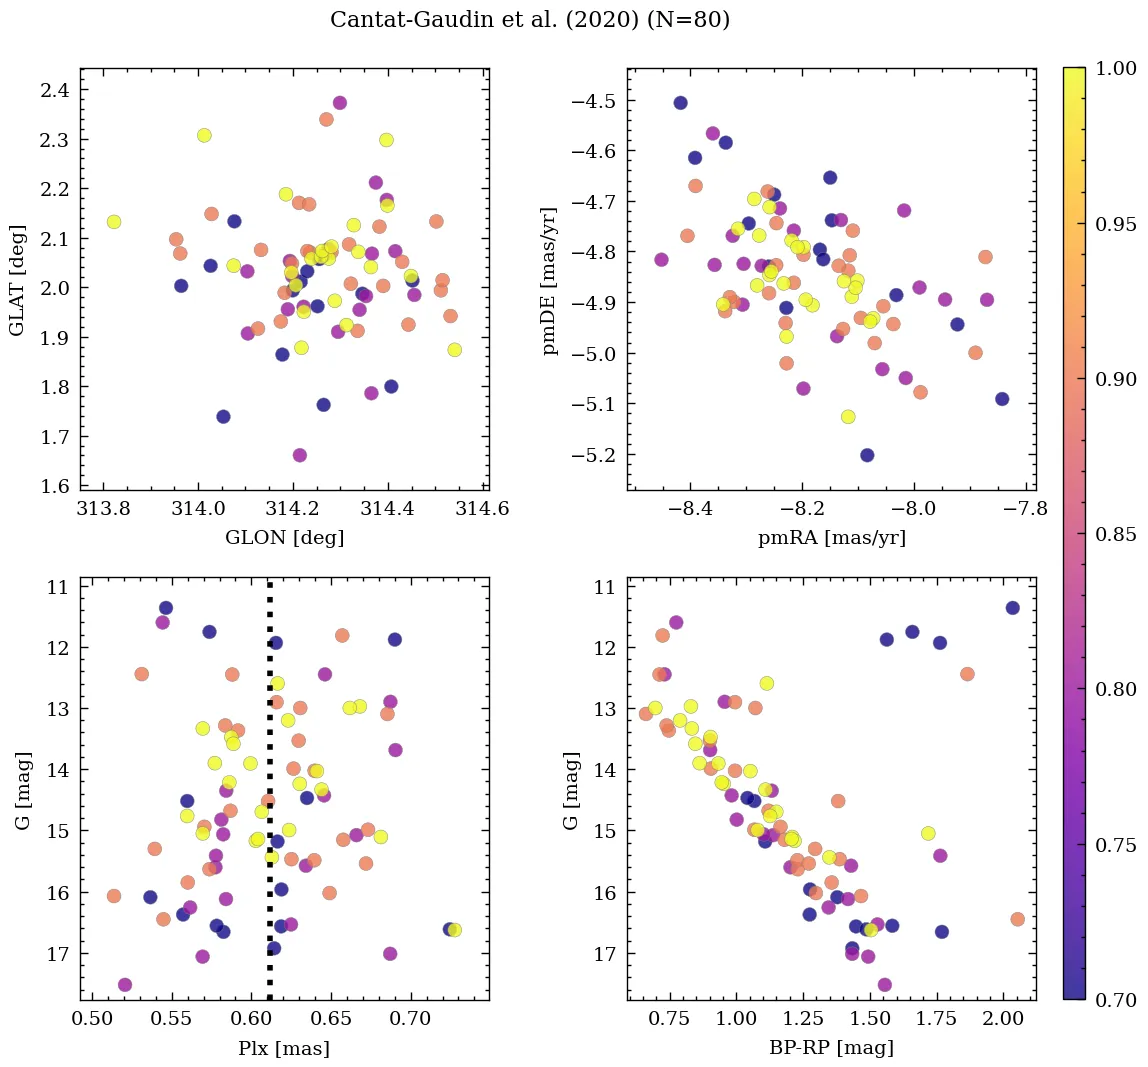 Cantat-Gaudin et al. (2020) (N=80)
2.4
2.3
2.2
2.1
2.0
1.9
1.8
1.7
1.6
GLAT [deg]
313.8 314.0 314.2 314.4 314.6
GLON [deg]
−4.5
−4.6
−4.7
−4.8
−4.9
−5.0
−5.1
−5.2
pmDE [mas/yr]
−8.4 −8.2 −8.0 −7.8
pmRA [mas/yr]
11
12
13
14
15
16
17
G [mag]
0.50 0.55 0.60 0.65 0.70
Plx [mas]
11
12
13
14
15
16
17
G [mag]
0.75 1.00 1.25 1.50 1.75 2.00
BP-RP [mag]
1.00
0.95
0.90
0.85
0.80
0.75
0.70